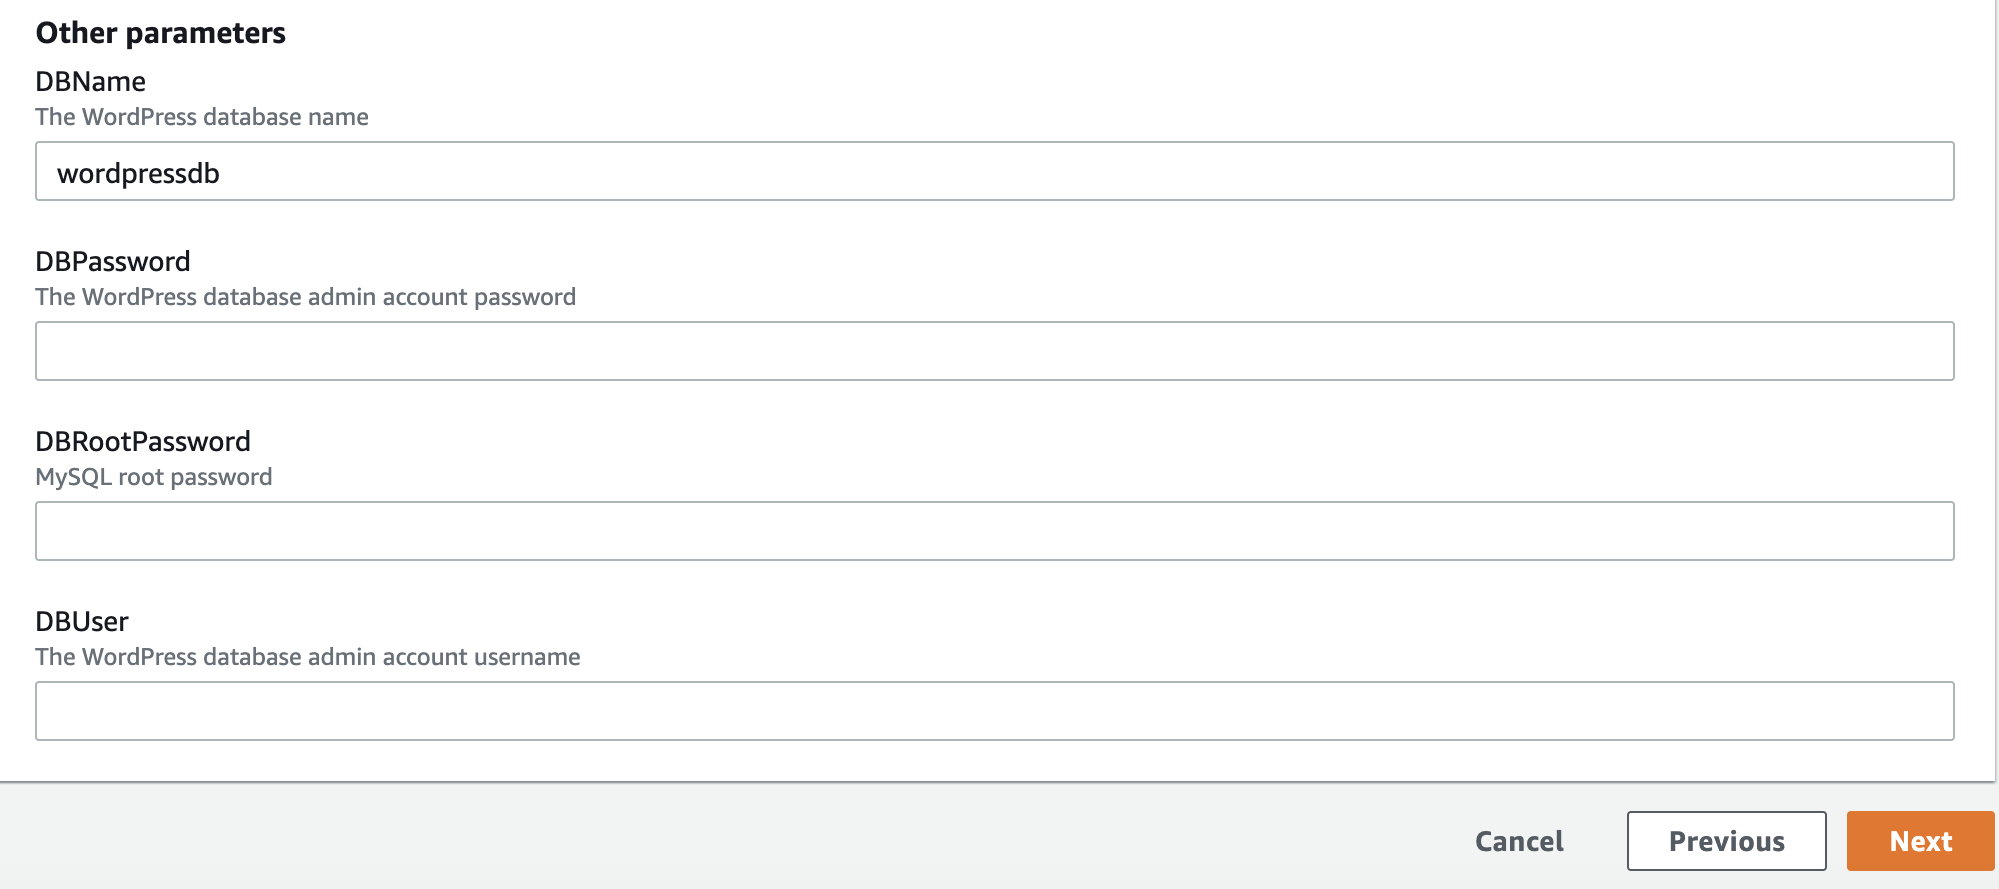 Other parameters
DBName
The WordPress database name
wordpressdb
DBPassword
The WordPress database admin account password
DBRootPassword
MySQL root password
DBUser
The WordPress database admin account username
Cancel Previous Next